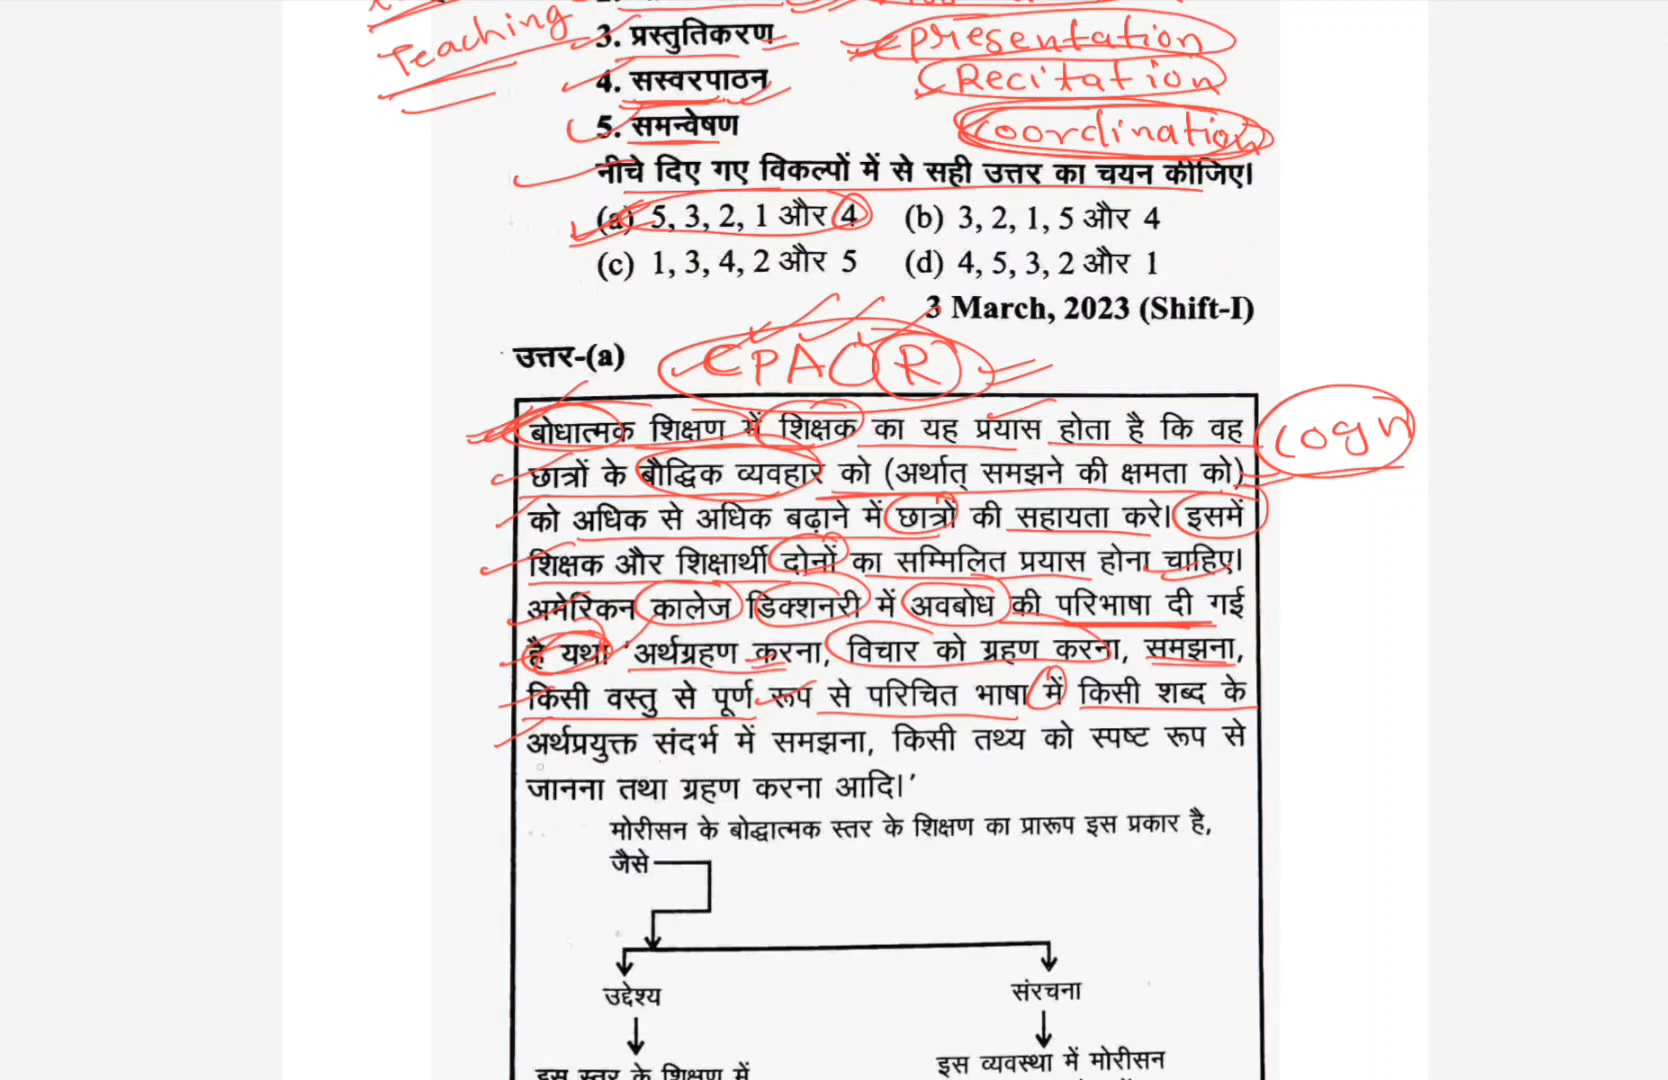 Teaching
3. प्रस्तुतिकरण presentation
4. सस्वरपाठन Recitation
5. समन्वेषण Coordination
नीचे दिए गए विकल्पों में से सही उत्तर का चयन कीजिए।
(a) 5, 3, 2, 1 और 4 (b) 3, 2, 1, 5 और 4
(c) 1, 3, 4, 2 और 5 (d) 4, 5, 3, 2 और 1
3 March, 2023 (Shift-I)
उत्तर-(a) CPAOR
बोधात्मक शिक्षण में शिक्षक का यह प्रयास होता है कि वह
छात्रों के बौद्धिक व्यवहार को (अर्थात् समझने की क्षमता को)
को अधिक से अधिक बढ़ाने में छात्रों की सहायता करे। इसमें
शिक्षक और शिक्षार्थी दोनों का सम्मिलित प्रयास होना चाहिए।
अमेरिकन कालेज डिक्शनरी में अवबोध की परिभाषा दी गई
है यथा 'अर्थग्रहण करना, विचार को ग्रहण करना, समझना,
किसी वस्तु से पूर्ण रूप से परिचित भाषा में किसी शब्द के
अर्थप्रयुक्त संदर्भ में समझना, किसी तथ्य को स्पष्ट रूप से
जानना तथा ग्रहण करना आदि।'
मोरीसन के बोद्धात्मक स्तर के शिक्षण का प्रारूप इस प्रकार है,
जैसे
उद्देश्य संरचना
इस स्तर के शिक्षण में इस व्यवस्था में मोरीसन